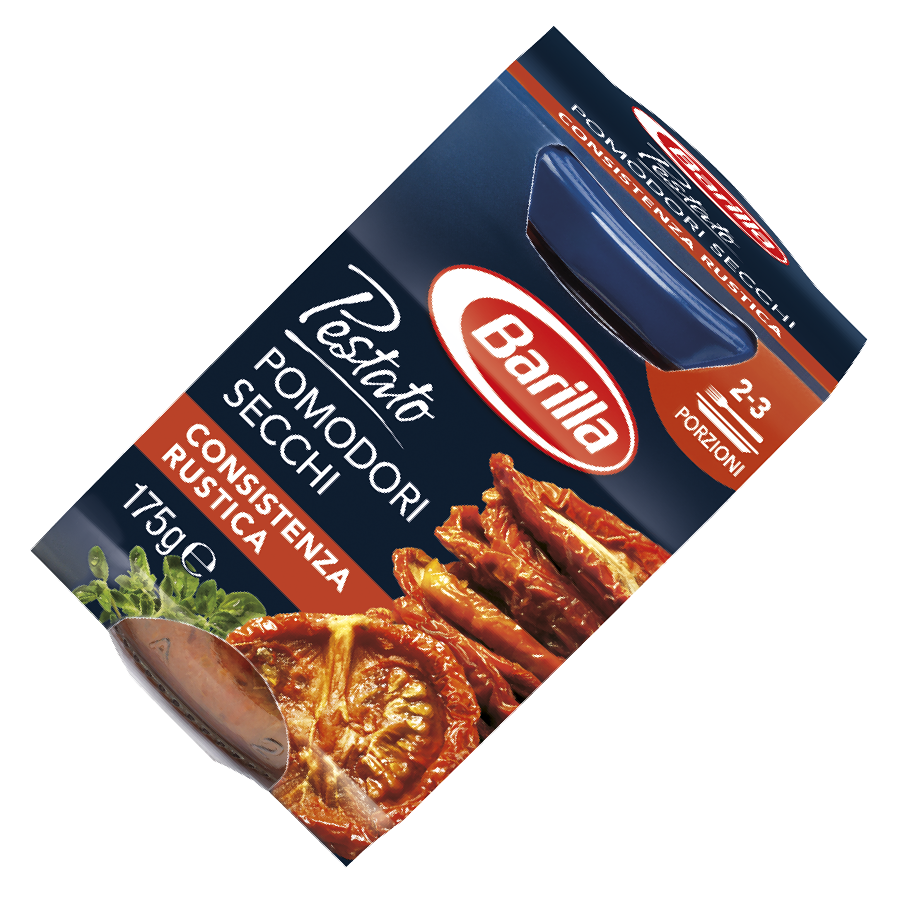 Barilla
Pestato
POMODORI SECCHI
CONSISTENZA RUSTICA
Barilla
2-3
PORZIONI
Pestato
POMODORI
SECCHI
CONSISTENZA
RUSTICA
175g ℮